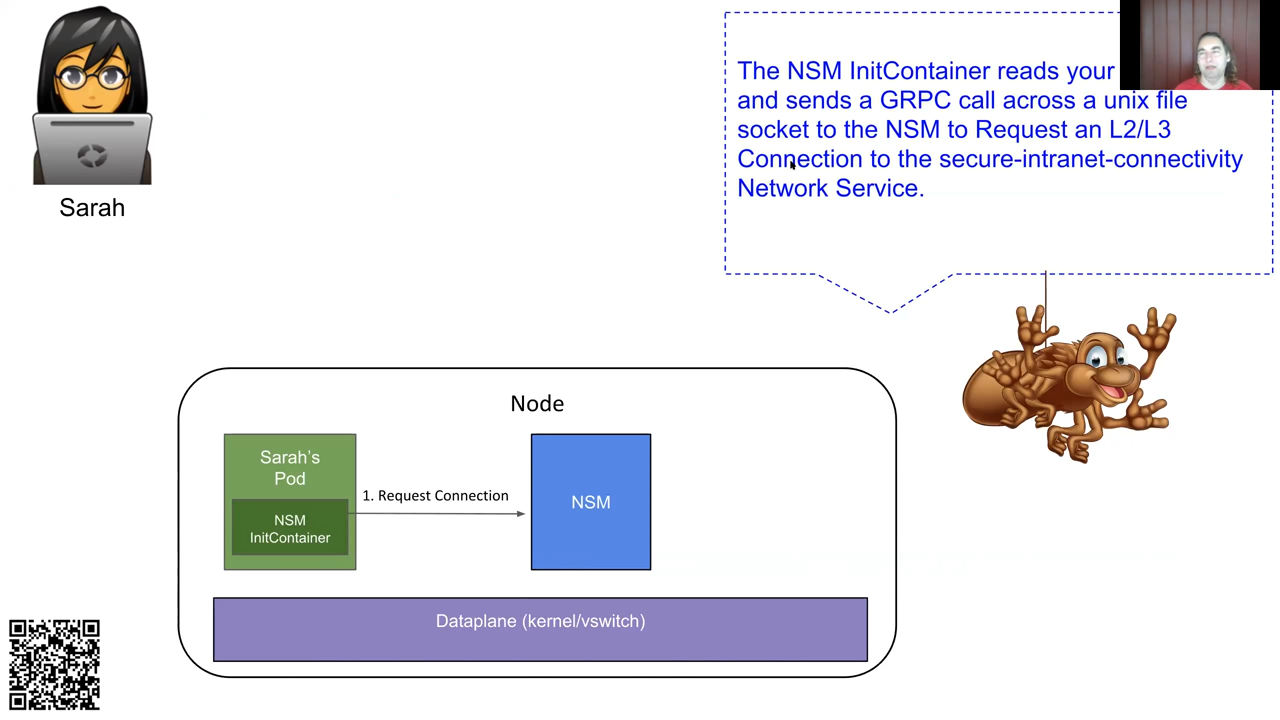 The NSM InitContainer reads your
and sends a GRPC call across a unix file
socket to the NSM to Request an L2/L3
Connection to the secure-intranet-connectivity
Network Service.
Sarah
Node
Sarah's
Pod
NSM
InitContainer
1. Request Connection
NSM
Dataplane (kernel/vswitch)